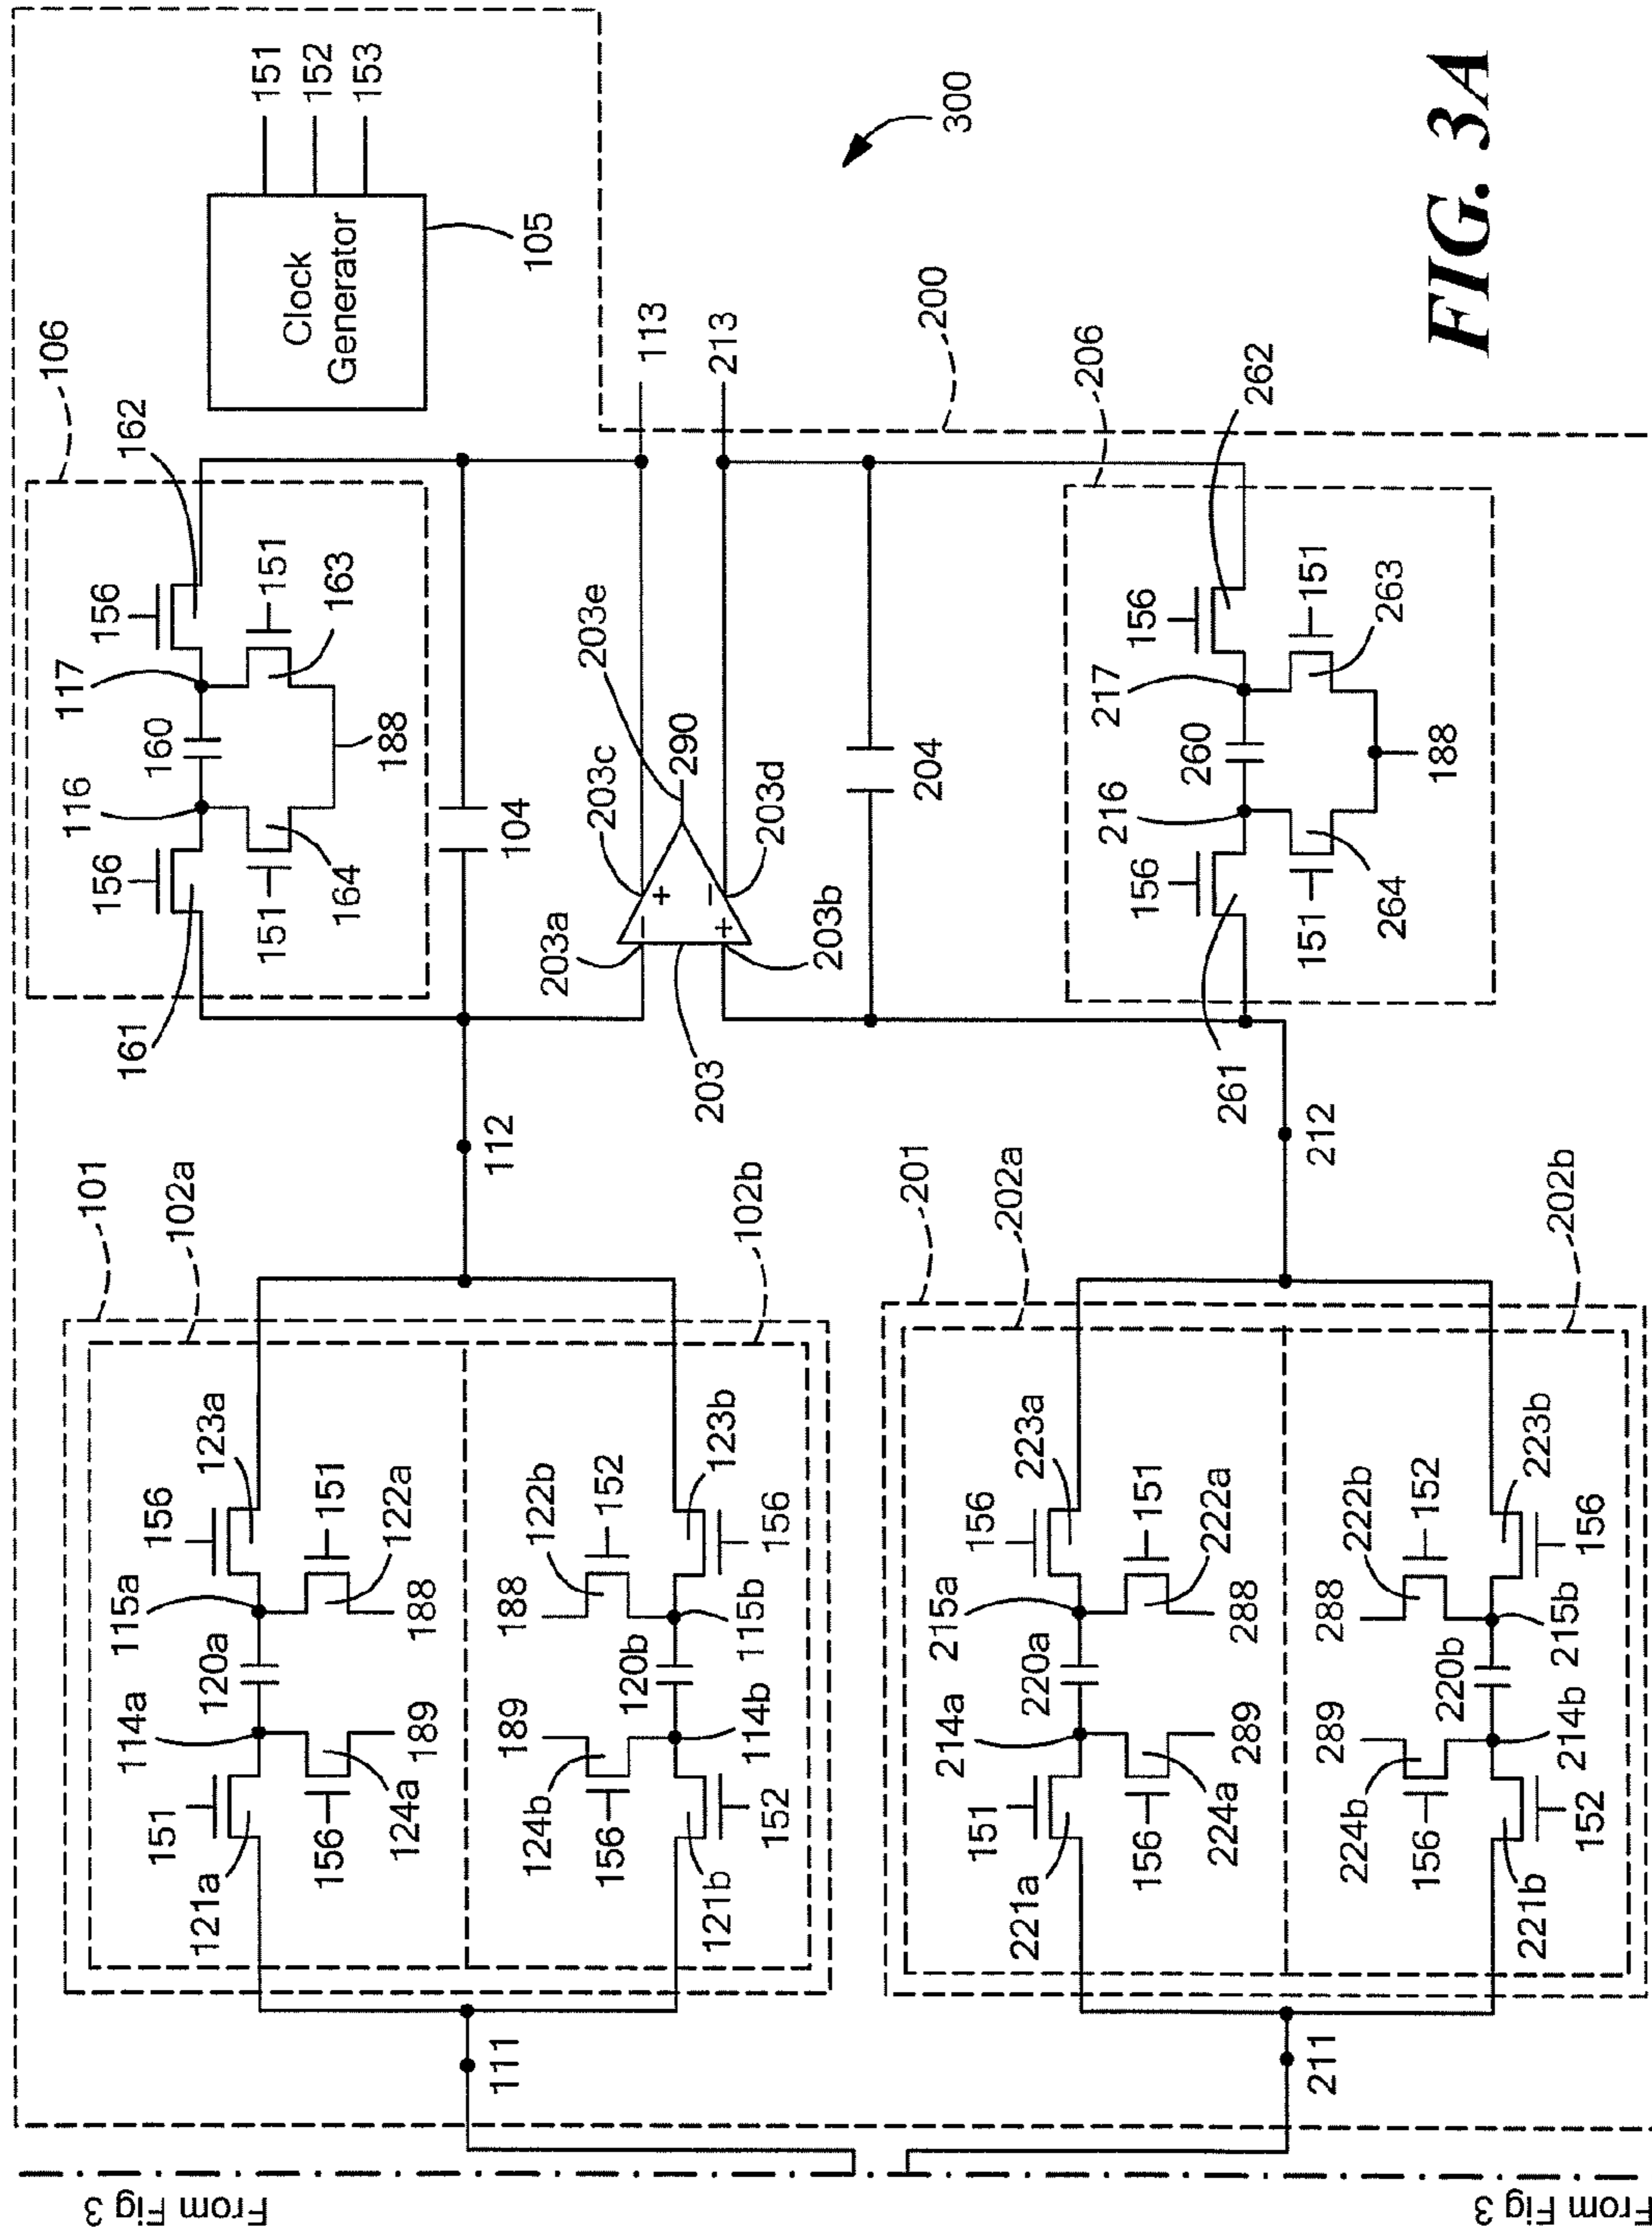 151
152
153
Clock
Generator
105
300
FIG. 3A
106
162
156
117
151
163
160
188
116
156
151
164
161
104
113
213
200
203e
290
203c
203d
203a
203b
203
204
206
262
156
217
151
263
260
188
216
156
151
264
261
112
212
101
102a
102b
123a
156
151
122a
115a
188
120a
114a
189
151
156
124a
121a
123b
122b
152
156
188
115b
120b
189
114b
124b
156
152
121b
111
201
202a
202b
223a
156
151
222a
215a
288
220a
214a
289
151
156
224a
221a
223b
222b
152
156
288
215b
220b
289
214b
224b
156
152
221b
211
From Fig 3
From Fig 3